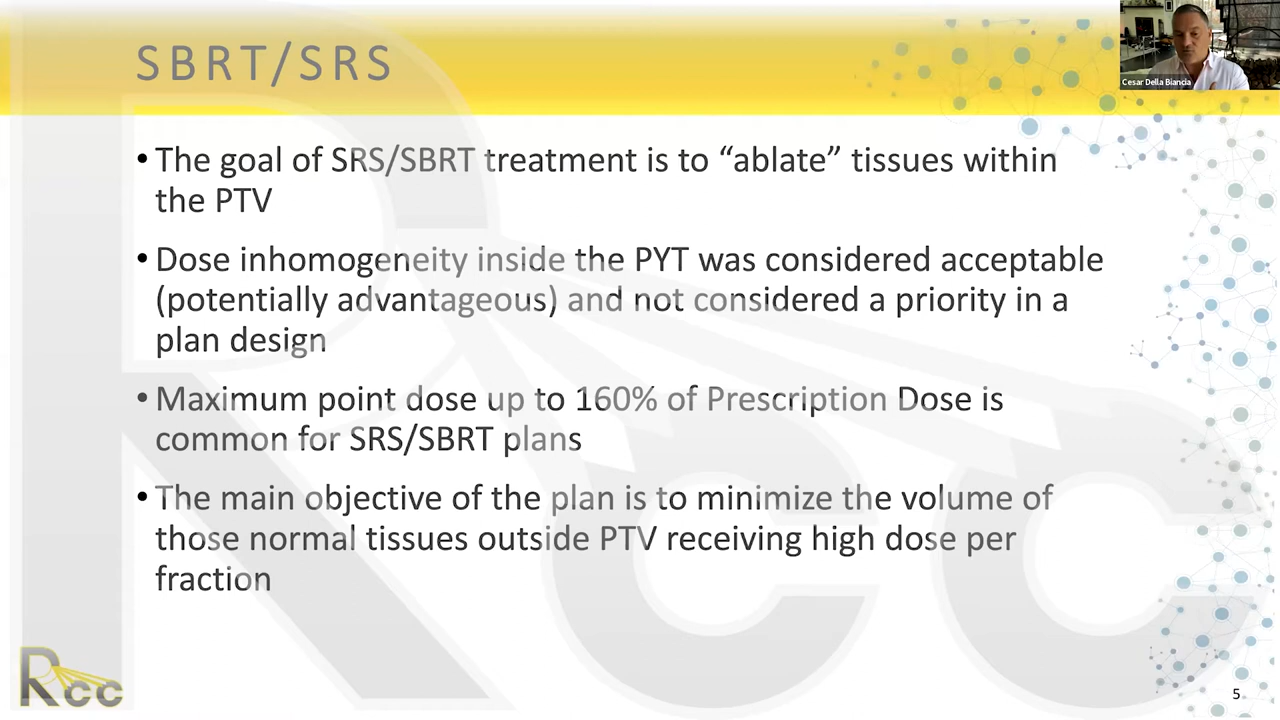 SBRT/SRS
Cesar Della Biancia
• The goal of SRS/SBRT treatment is to “ablate” tissues within
the PTV
• Dose inhomogeneity inside the PYT was considered acceptable
(potentially advantageous) and not considered a priority in a
plan design
• Maximum point dose up to 160% of Prescription Dose is
common for SRS/SBRT plans
• The main objective of the plan is to minimize the volume of
those normal tissues outside PTV receiving high dose per
fraction
Rcc
Rcc
5